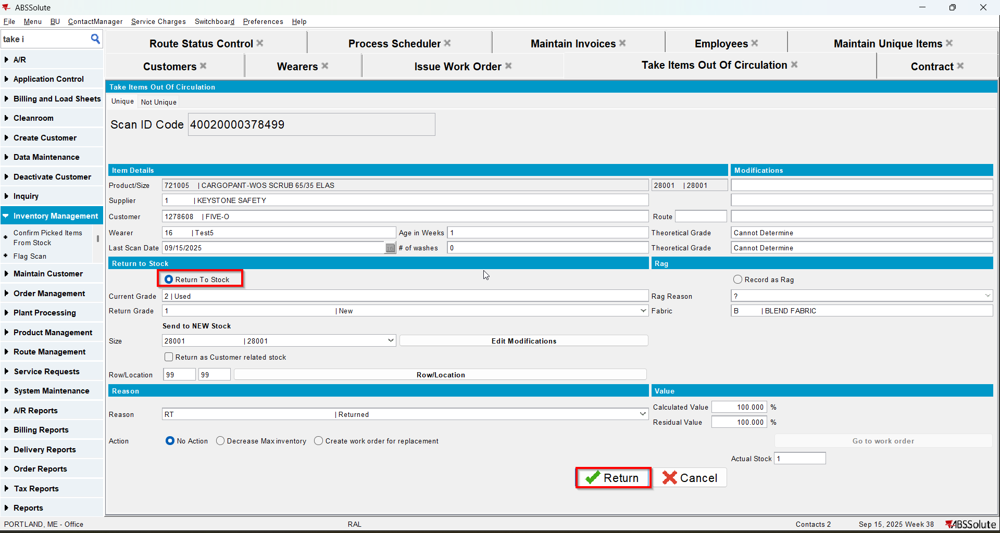 ABSSolute
File Menu BU ContactManager Service Charges Switchboard Preferences Help
take i
Route Status Control Process Scheduler Maintain Invoices Employees Maintain Unique Items
Customers Wearers Issue Work Order Take Items Out Of Circulation Contract
A/R
Application Control
Billing and Load Sheets
Cleanroom
Create Customer
Data Maintenance
Deactivate Customer
Inquiry
Inventory Management
Confirm Picked Items
From Stock
Flag Scan
Maintain Customer
Order Management
Plant Processing
Product Management
Route Management
Service Requests
System Maintenance
A/R Reports
Billing Reports
Delivery Reports
Order Reports
Tax Reports
Reports
Take Items Out Of Circulation
Unique Not Unique
Scan ID Code 40020000378499
Item Details Modifications
Product/Size 721005 | CARGOPANT-WOS SCRUB 65/35 ELAS 28001 | 28001
Supplier 1 | KEYSTONE SAFETY
Customer 1278608 | FIVE-O Route
Wearer 16 | Test5 Age in Weeks 1 Theoretical Grade Cannot Determine
Last Scan Date 09/15/2025 16 # of washes 0 Theoretical Grade Cannot Determine
Return to Stock Rag
Return To Stock Record as Rag
Current Grade 2 | Used Rag Reason ?
Return Grade 1 | New Fabric B | BLEND FABRIC
Send to NEW Stock
Size 28001 | 28001 Edit Modifications
Return as Customer related stock
Row/Location 99 99 Row/Location
Reason Value
Calculated Value 100.000 %
Reason RT | Returned
Residual Value 100.000 %
Action No Action Decrease Max inventory Create work order for replacement Go to work order
Actual Stock 1
Return Cancel
PORTLAND, ME - Office RAL Contacts 2 Sep 15, 2025 Week 38 ABSSolute